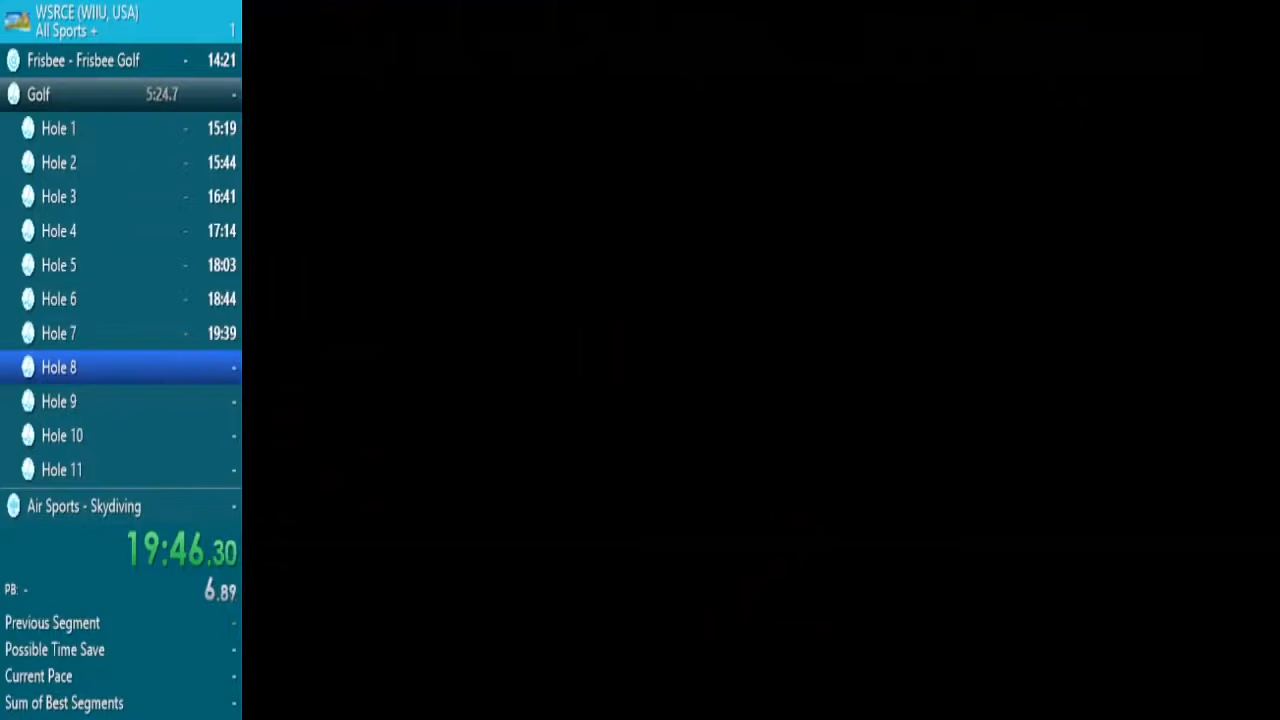 WSRCE (WIIU, USA)
All Sports + 1
Frisbee - Frisbee Golf - 14:21
Golf 5:24.7 -
Hole 1 - 15:19
Hole 2 - 15:44
Hole 3 - 16:41
Hole 4 - 17:14
Hole 5 - 18:03
Hole 6 - 18:44
Hole 7 - 19:39
Hole 8 -
Hole 9 -
Hole 10 -
Hole 11 -
Air Sports - Skydiving -
19:46.30
PB: - 6.89
Previous Segment -
Possible Time Save -
Current Pace -
Sum of Best Segments -